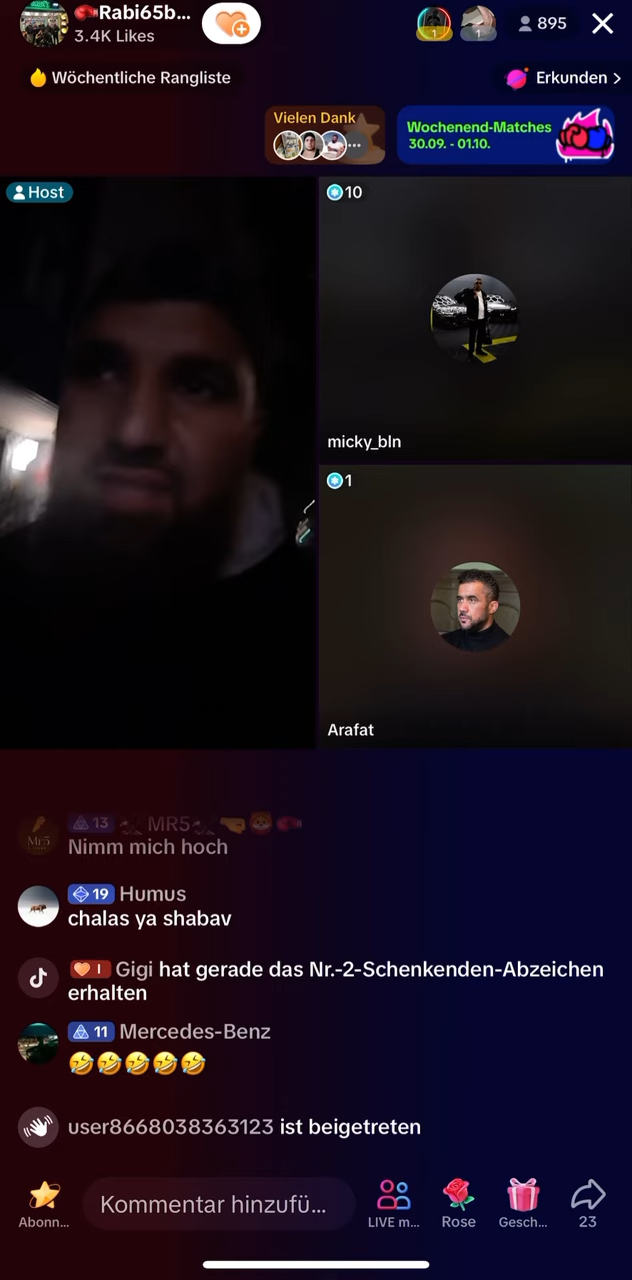 Rabi65b...
3.4K Likes
895
Wöchentliche Rangliste
Erkunden >
Vielen Dank
Wochenend-Matches
30.09. - 01.10.
Host
10
micky_bln
1
Arafat
13 MR5
Nimm mich hoch
19 Humus
chalas ya shabav
I Gigi hat gerade das Nr.-2-Schenkenden-Abzeichen
erhalten
11 Mercedes-Benz
🤣🤣🤣🤣🤣
user8668038363123 ist beigetreten
Kommentar hinzufü...
Abonn...
LIVE m...
Rose
Gesch...
23